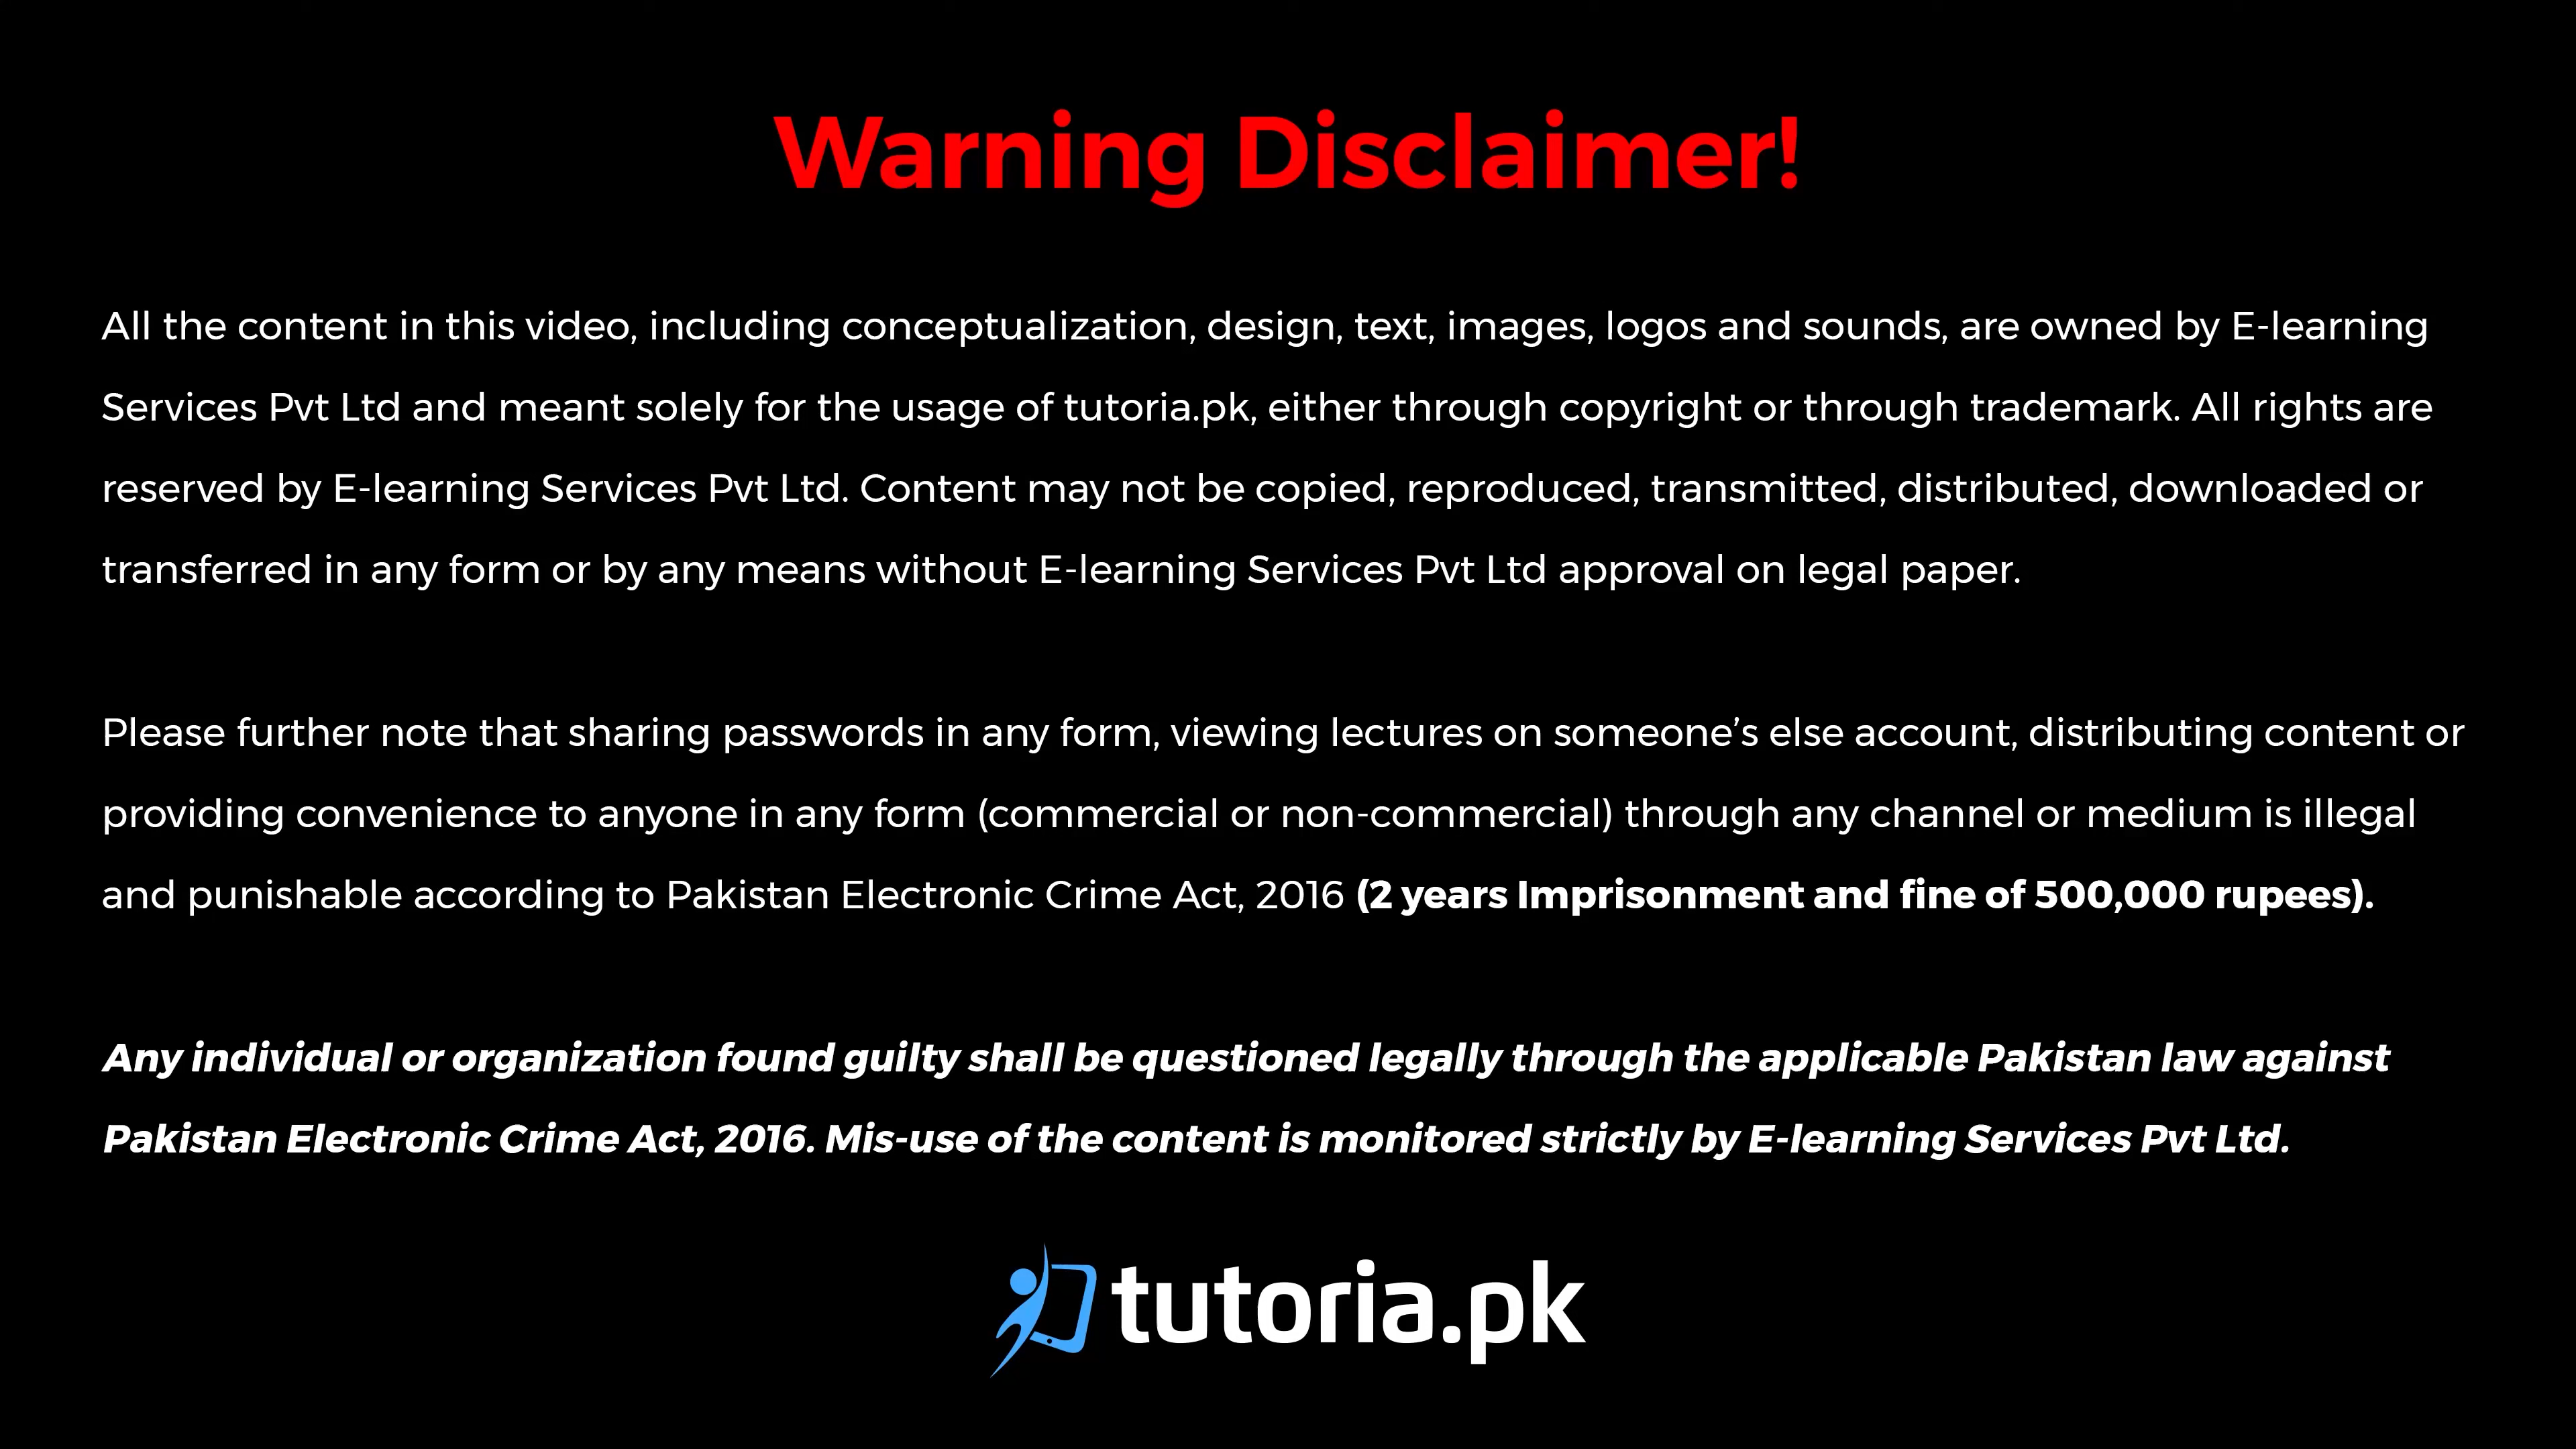 Warning Disclaimer!
All the content in this video, including conceptualization, design, text, images, logos and sounds, are owned by E-learning
Services Pvt Ltd and meant solely for the usage of tutoria.pk, either through copyright or through trademark. All rights are
reserved by E-learning Services Pvt Ltd. Content may not be copied, reproduced, transmitted, distributed, downloaded or
transferred in any form or by any means without E-learning Services Pvt Ltd approval on legal paper.
Please further note that sharing passwords in any form, viewing lectures on someone’s else account, distributing content or
providing convenience to anyone in any form (commercial or non-commercial) through any channel or medium is illegal
and punishable according to Pakistan Electronic Crime Act, 2016 (2 years Imprisonment and fine of 500,000 rupees).
Any individual or organization found guilty shall be questioned legally through the applicable Pakistan law against
Pakistan Electronic Crime Act, 2016. Mis-use of the content is monitored strictly by E-learning Services Pvt Ltd.
tutoria.pk